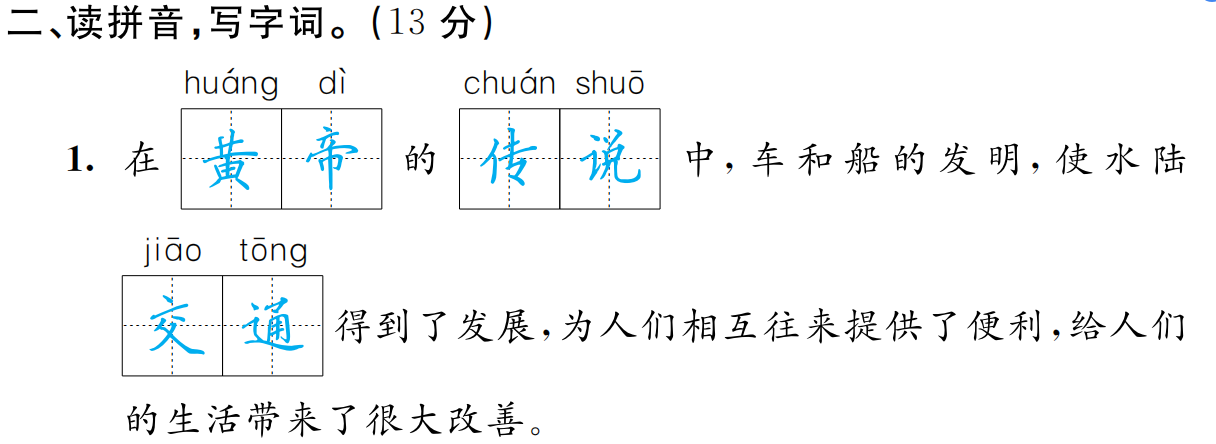 二、读拼音,写字词。(13 分)
huáng dì chuán shuō
1. 在 黄帝 的 传说 中,车和船的发明,使水陆
jiāo tōng
交通 得到了发展,为人们相互往来提供了便利,给人们
的生活带来了很大改善。